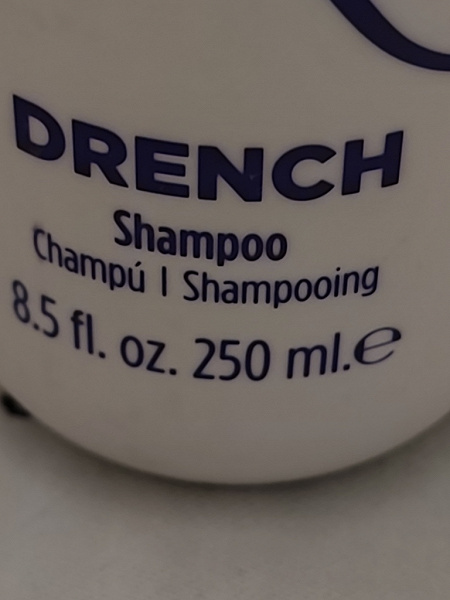 DRENCH
Shampoo
Champú | Shampooing
8.5 fl. oz. 250 ml.℮